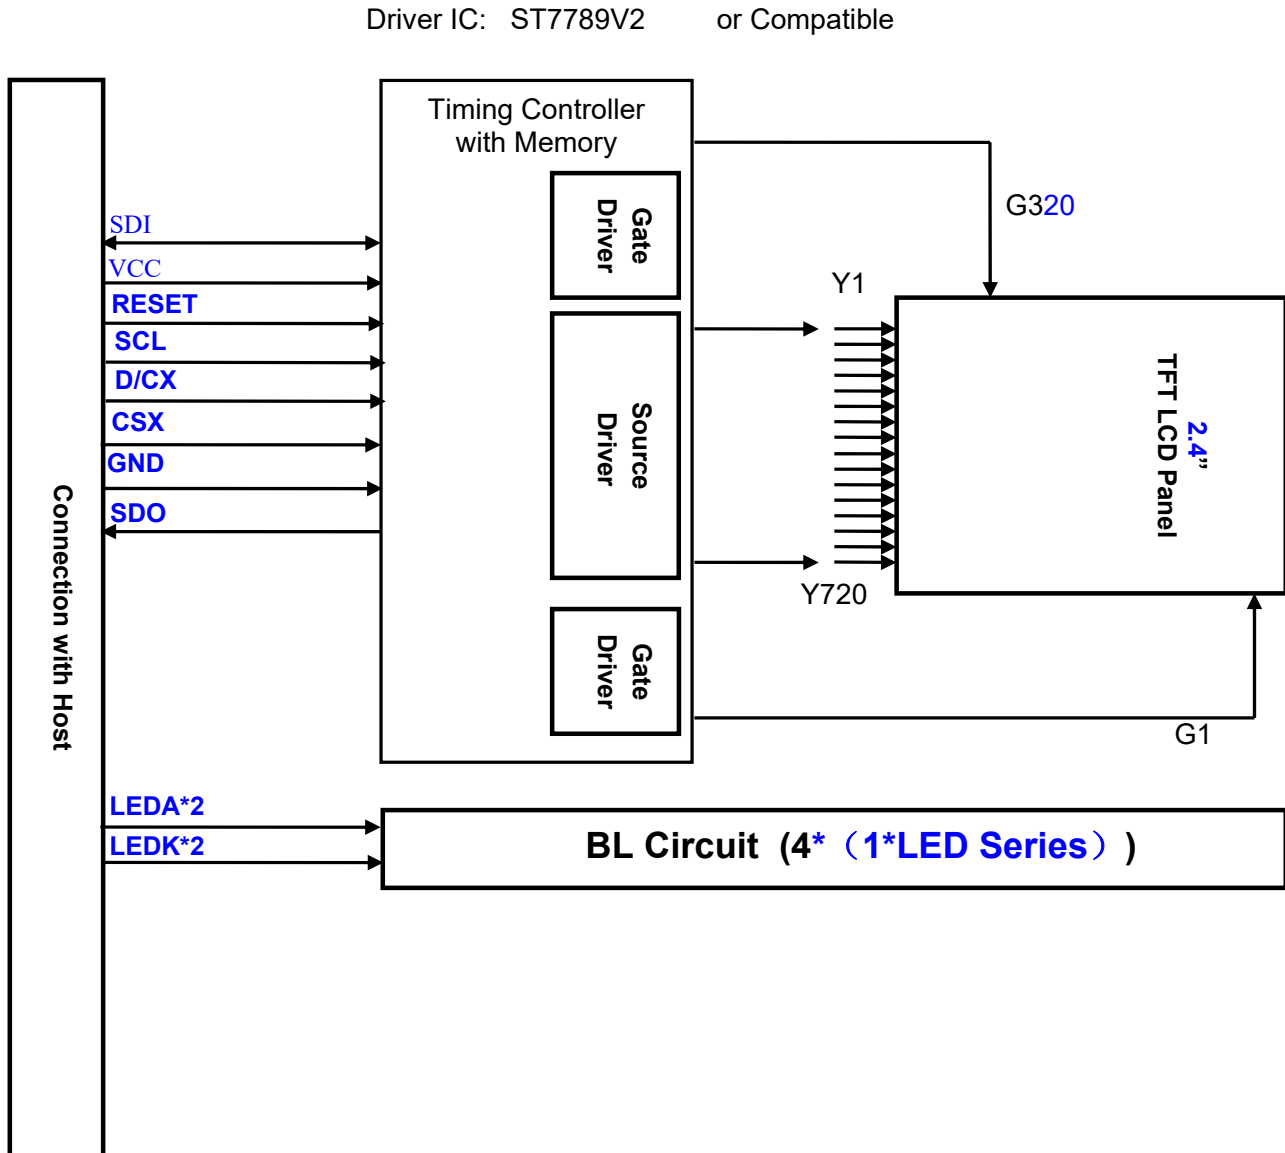 Driver IC: ST7789V2 or Compatible
Timing Controller
with Memory
Gate
Driver
G320
SDI
VCC
RESET
SCL
D/CX
CSX
GND
SDO
Y1
Source
Driver
2.4”
TFT LCD Panel
Y720
Connection with Host
Gate
Driver
G1
LEDA*2
LEDK*2
BL Circuit (4*（1*LED Series）)